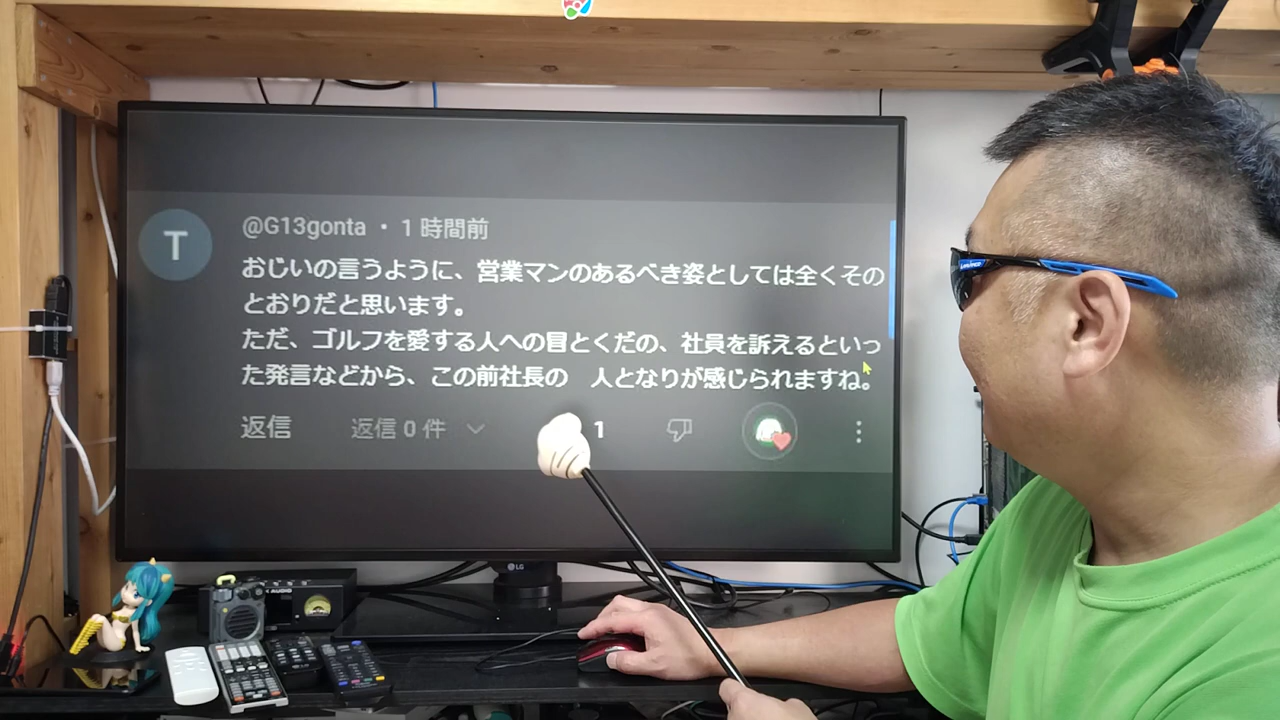 T
@G13gonta ・ 1 時間前
おじいの言うように、営業マンのあるべき姿としては全くその
とおりだと思います。
ただ、ゴルフを愛する人への冒とくだの、社員を訴えるといっ
た発言などから、この前社長の 人となりが感じられますね。
返信 返信 0 件 1
LG
AUDIO